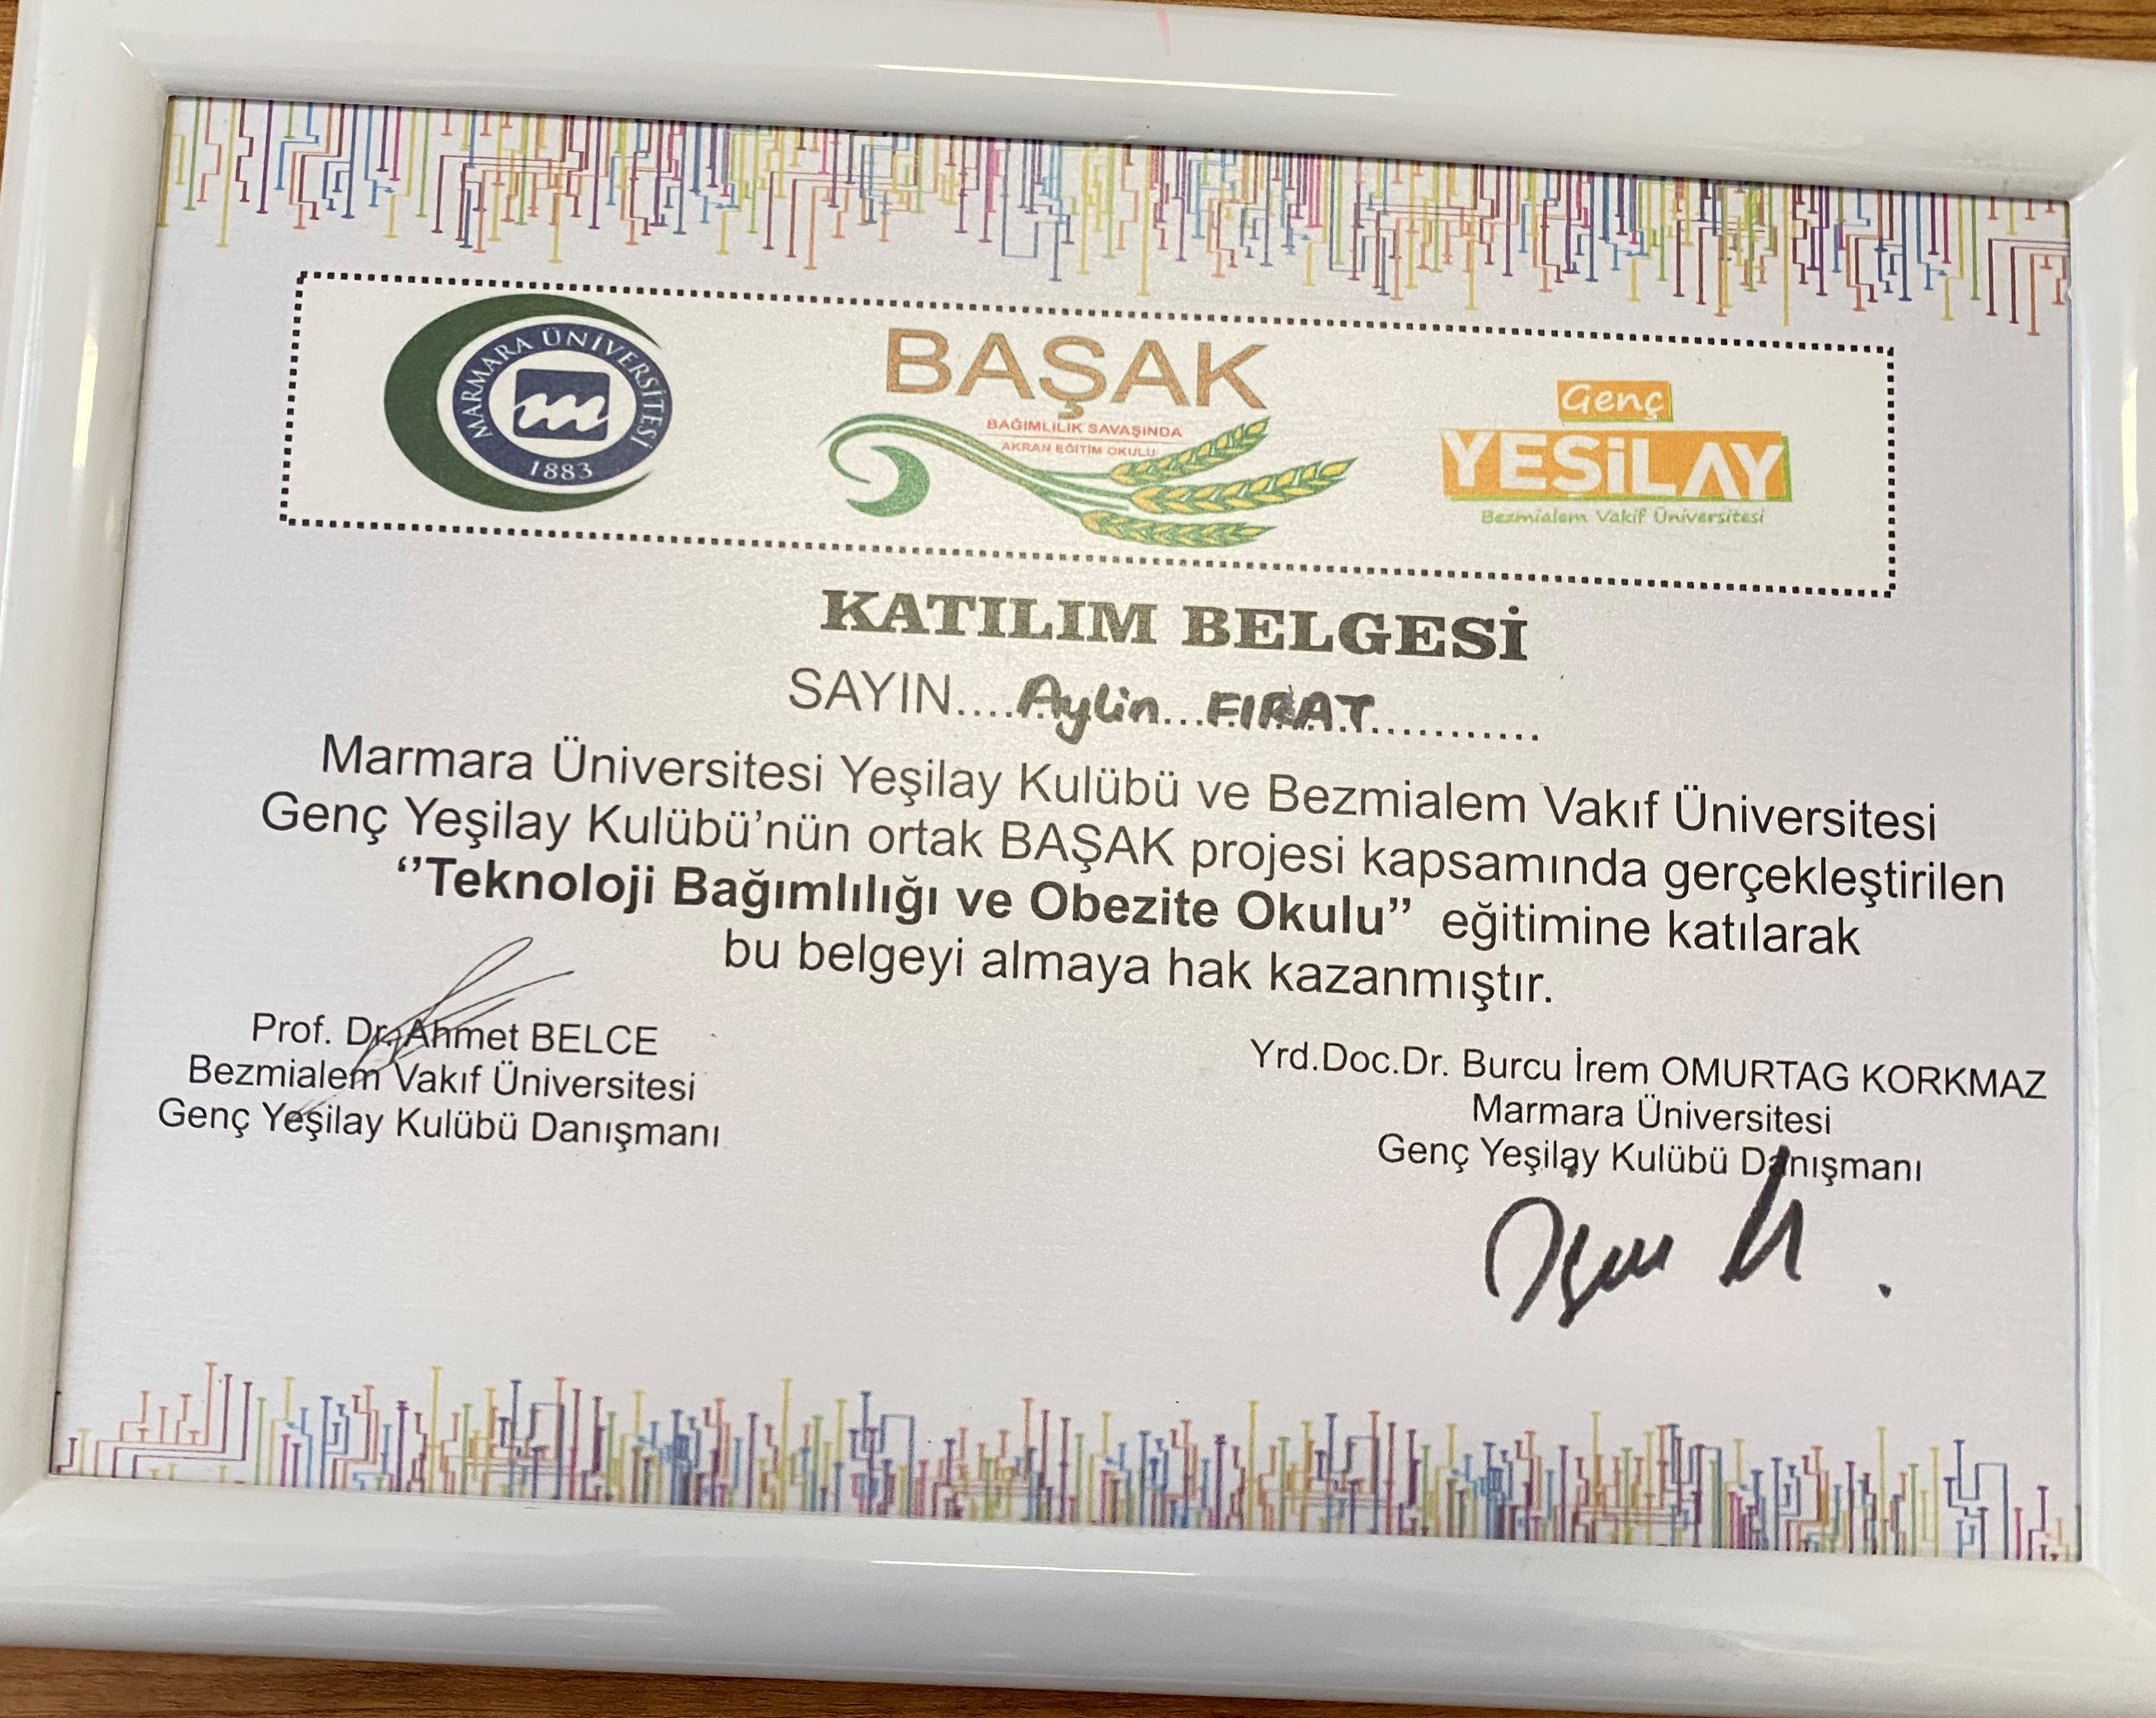 MARMARA ÜNİVERSİTESİ
1883
BAŞAK
BAĞIMLILIK SAVAŞINDA
AKRAN EĞİTİM OKULU
Genç
YEŞİLAY
Bezmialem Vakıf Üniversitesi
KATILIM BELGESİ
SAYIN....Aylin...FIRAT............
Marmara Üniversitesi Yeşilay Kulübü ve Bezmialem Vakıf Üniversitesi
Genç Yeşilay Kulübü’nün ortak BAŞAK projesi kapsamında gerçekleştirilen
‘’Teknoloji Bağımlılığı ve Obezite Okulu’’ eğitimine katılarak
bu belgeyi almaya hak kazanmıştır.
Prof. Dr. Ahmet BELCE
Bezmialem Vakıf Üniversitesi
Genç Yeşilay Kulübü Danışmanı
Yrd.Doc.Dr. Burcu İrem OMURTAG KORKMAZ
Marmara Üniversitesi
Genç Yeşilay Kulübü Danışmanı